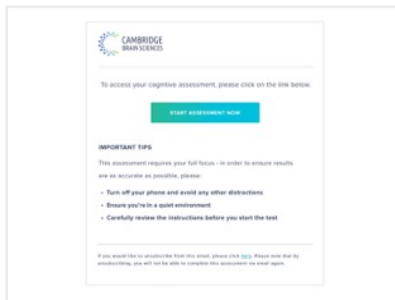 CAMBRIDGE
BRAIN SCIENCES
To access your cognitive assessment, please click on the link below.
START ASSESSMENT NOW
IMPORTANT TIPS
This assessment requires your full focus - in order to ensure results
are as accurate as possible, please:
• Turn off your phone and avoid any other distractions
• Ensure you're in a quiet environment
• Carefully review the instructions before you start the test
If you would like to unsubscribe from this email, please click here. Please note that by
unsubscribing, you will not be able to complete this assessment via email again.